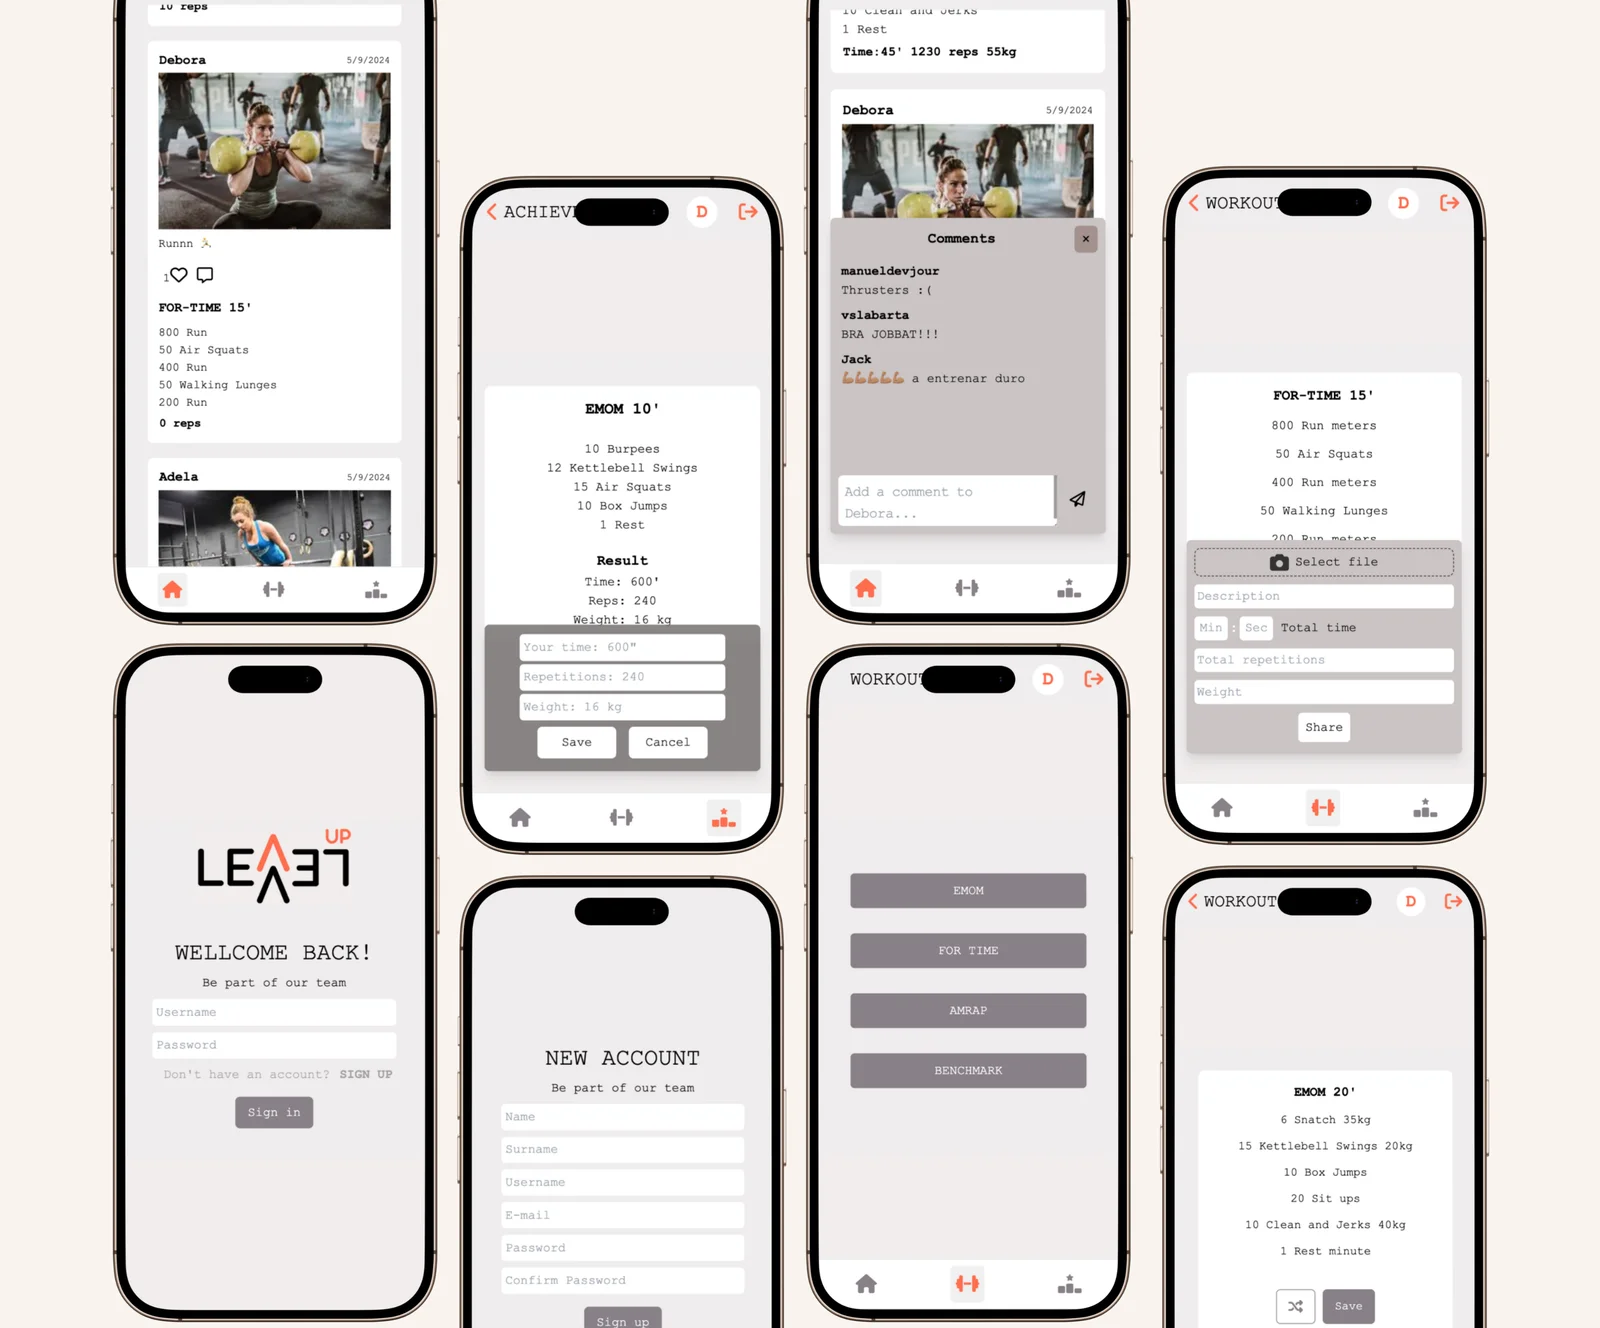 10 reps
Debora
5/9/2024
Runnn 🏃
1
FOR-TIME 15'
800 Run
50 Air Squats
400 Run
50 Walking Lunges
200 Run
0 reps
Adela
5/9/2024
LEVEL UP
WELLCOME BACK!
Be part of our team
Username
Password
Don't have an account? SIGN UP
Sign in
D
EMOM 10'
10 Burpees
12 Kettlebell Swings
15 Air Squats
10 Box Jumps
1 Rest
Result
Time: 600'
Reps: 240
Weight: 16 kg
Your time: 600"
Repetitions: 240
Weight: 16 kg
Save
Cancel
NEW ACCOUNT
Be part of our team
Name
Surname
Username
E-mail
Password
Confirm Password
Sign up
10 Clean and Jerks
1 Rest
Time:45' 1230 reps 55kg
Debora
5/9/2024
Comments
×
manueldevjour
Thrusters :(
vslabarta
BRA JOBBAT!!!
Jack
💪🏽💪🏽💪🏽💪🏽💪🏽 a entrenar duro
Add a comment to
Debora...
WORKOUT
D
EMOM
FOR TIME
AMRAP
BENCHMARK
WORKOUT
D
FOR-TIME 15'
800 Run meters
50 Air Squats
400 Run meters
50 Walking Lunges
200 Run meters
Select file
Description
Min : Sec Total time
Total repetitions
Weight
Share
WORKOUT
D
EMOM 20'
6 Snatch 35kg
15 Kettlebell Swings 20kg
10 Box Jumps
20 Sit ups
10 Clean and Jerks 40kg
1 Rest minute
Save